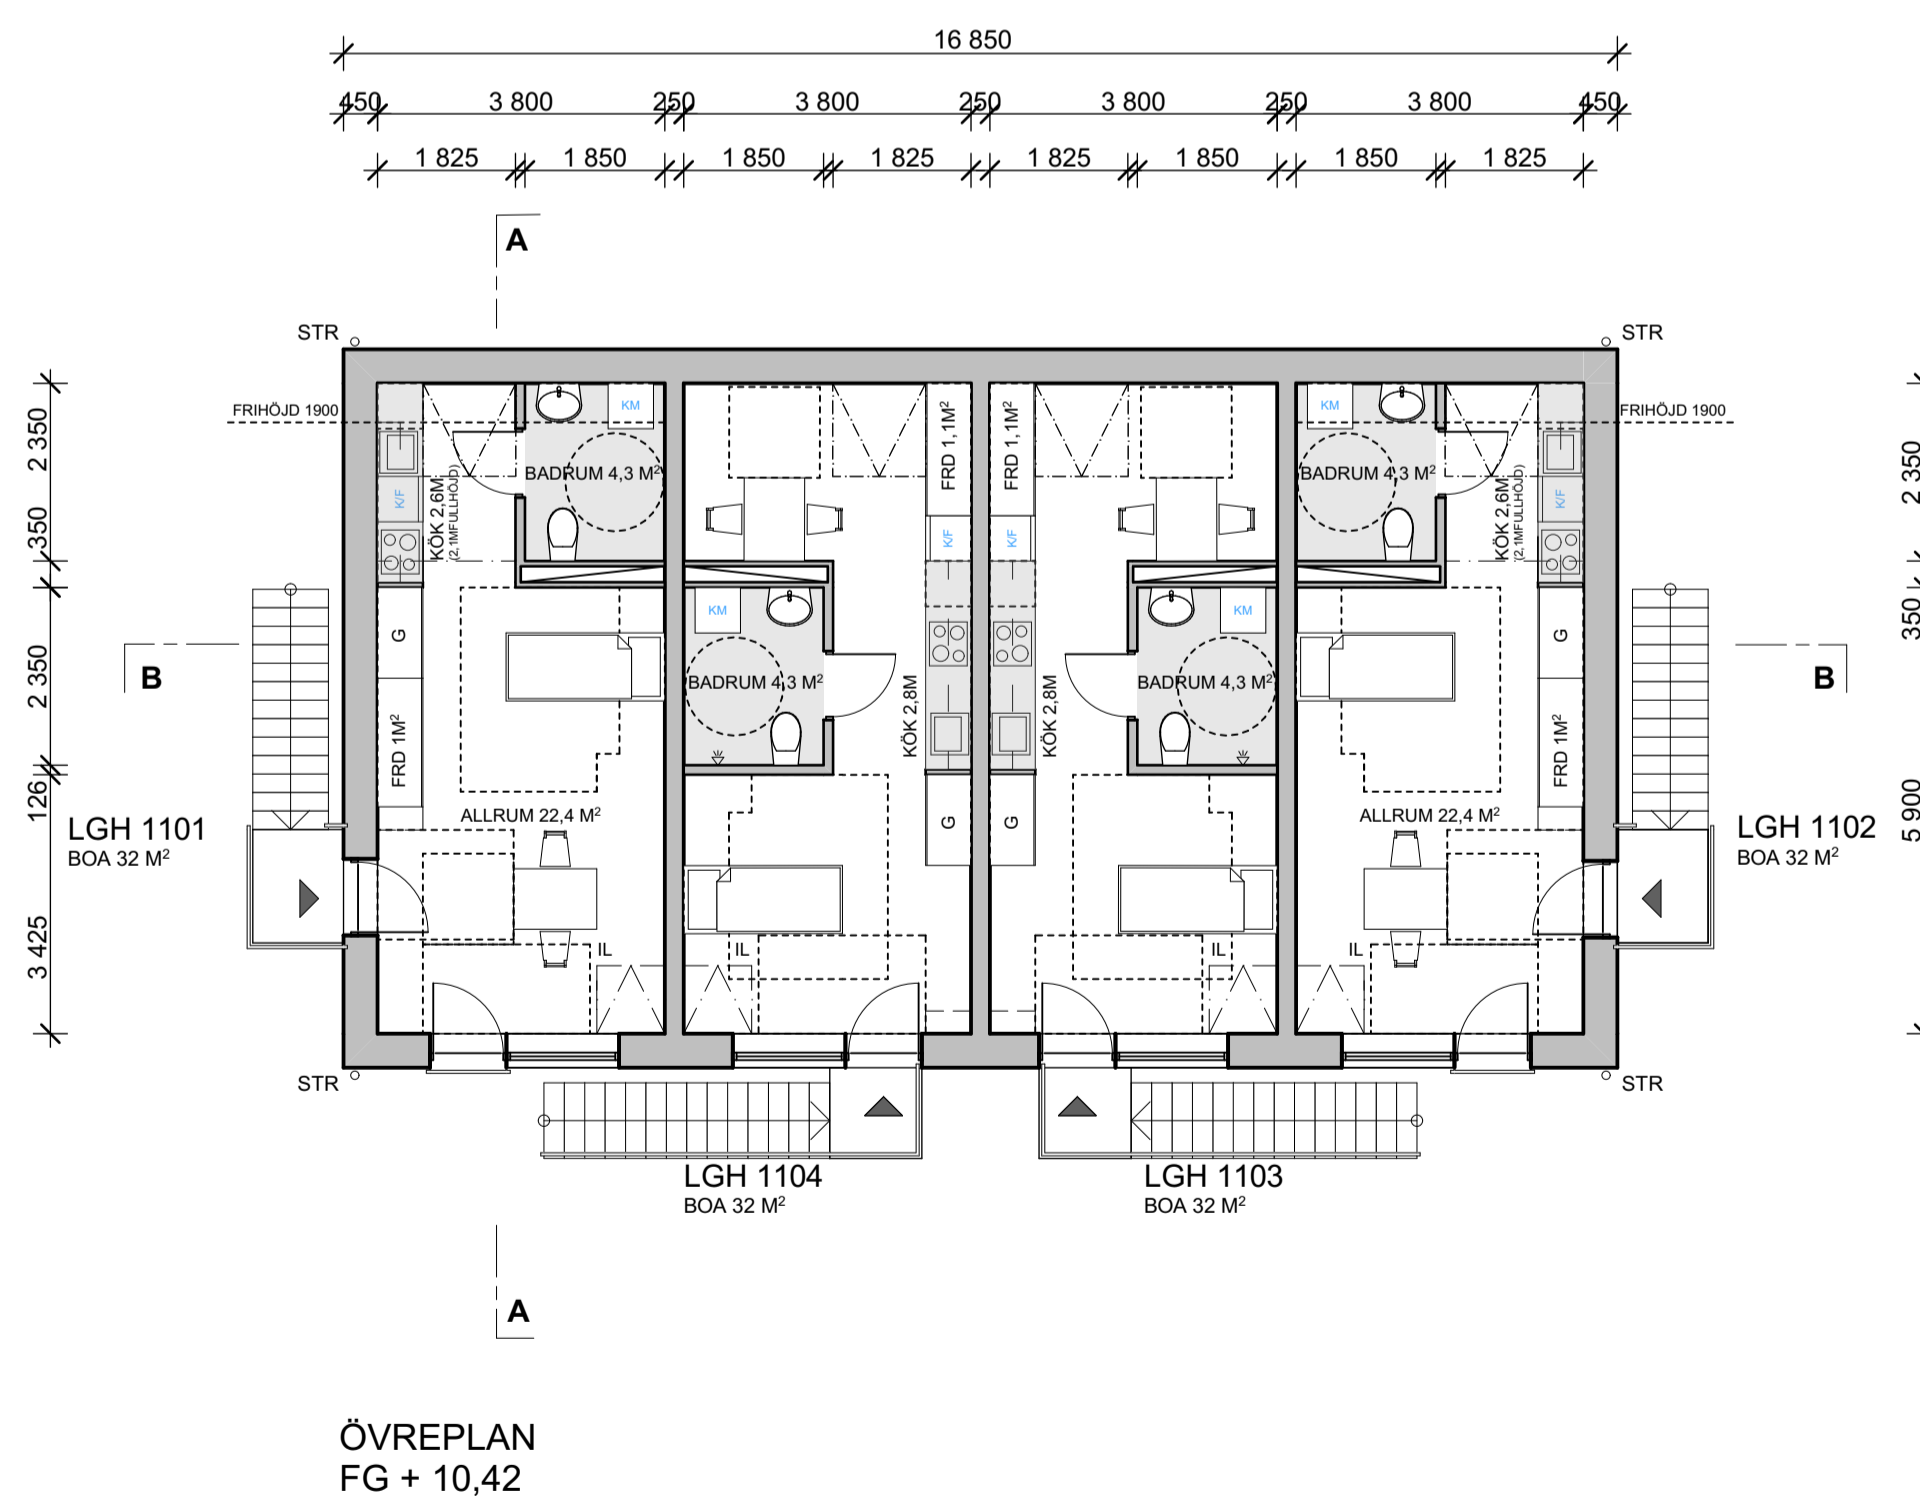 16 850
450
3 800
250
3 800
250
3 800
250
3 800
450
1 825
1 850
1 850
1 825
1 825
1 850
1 850
1 825
A
STR
STR
FRIHÖJD 1900
FRIHÖJD 1900
2 350
350
2 350
126
3 425
2 350
350
5 900
KM
KM
BADRUM 4,3 M²
BADRUM 4,3 M²
FRD 1,1M²
FRD 1,1M²
K/F
K/F
K/F
K/F
KÖK 2,6M
(2,1MFULLHÖJD)
KÖK 2,6M
(2,1MFULLHÖJD)
KM
KM
G
G
B
B
BADRUM 4,3 M²
BADRUM 4,3 M²
KÖK 2,8M
KÖK 2,8M
FRD 1M²
FRD 1M²
ALLRUM 22,4 M²
ALLRUM 22,4 M²
G
G
LGH 1101
BOA 32 M²
LGH 1102
BOA 32 M²
IL
IL
IL
IL
STR
STR
LGH 1104
BOA 32 M²
LGH 1103
BOA 32 M²
A
ÖVREPLAN
FG + 10,42